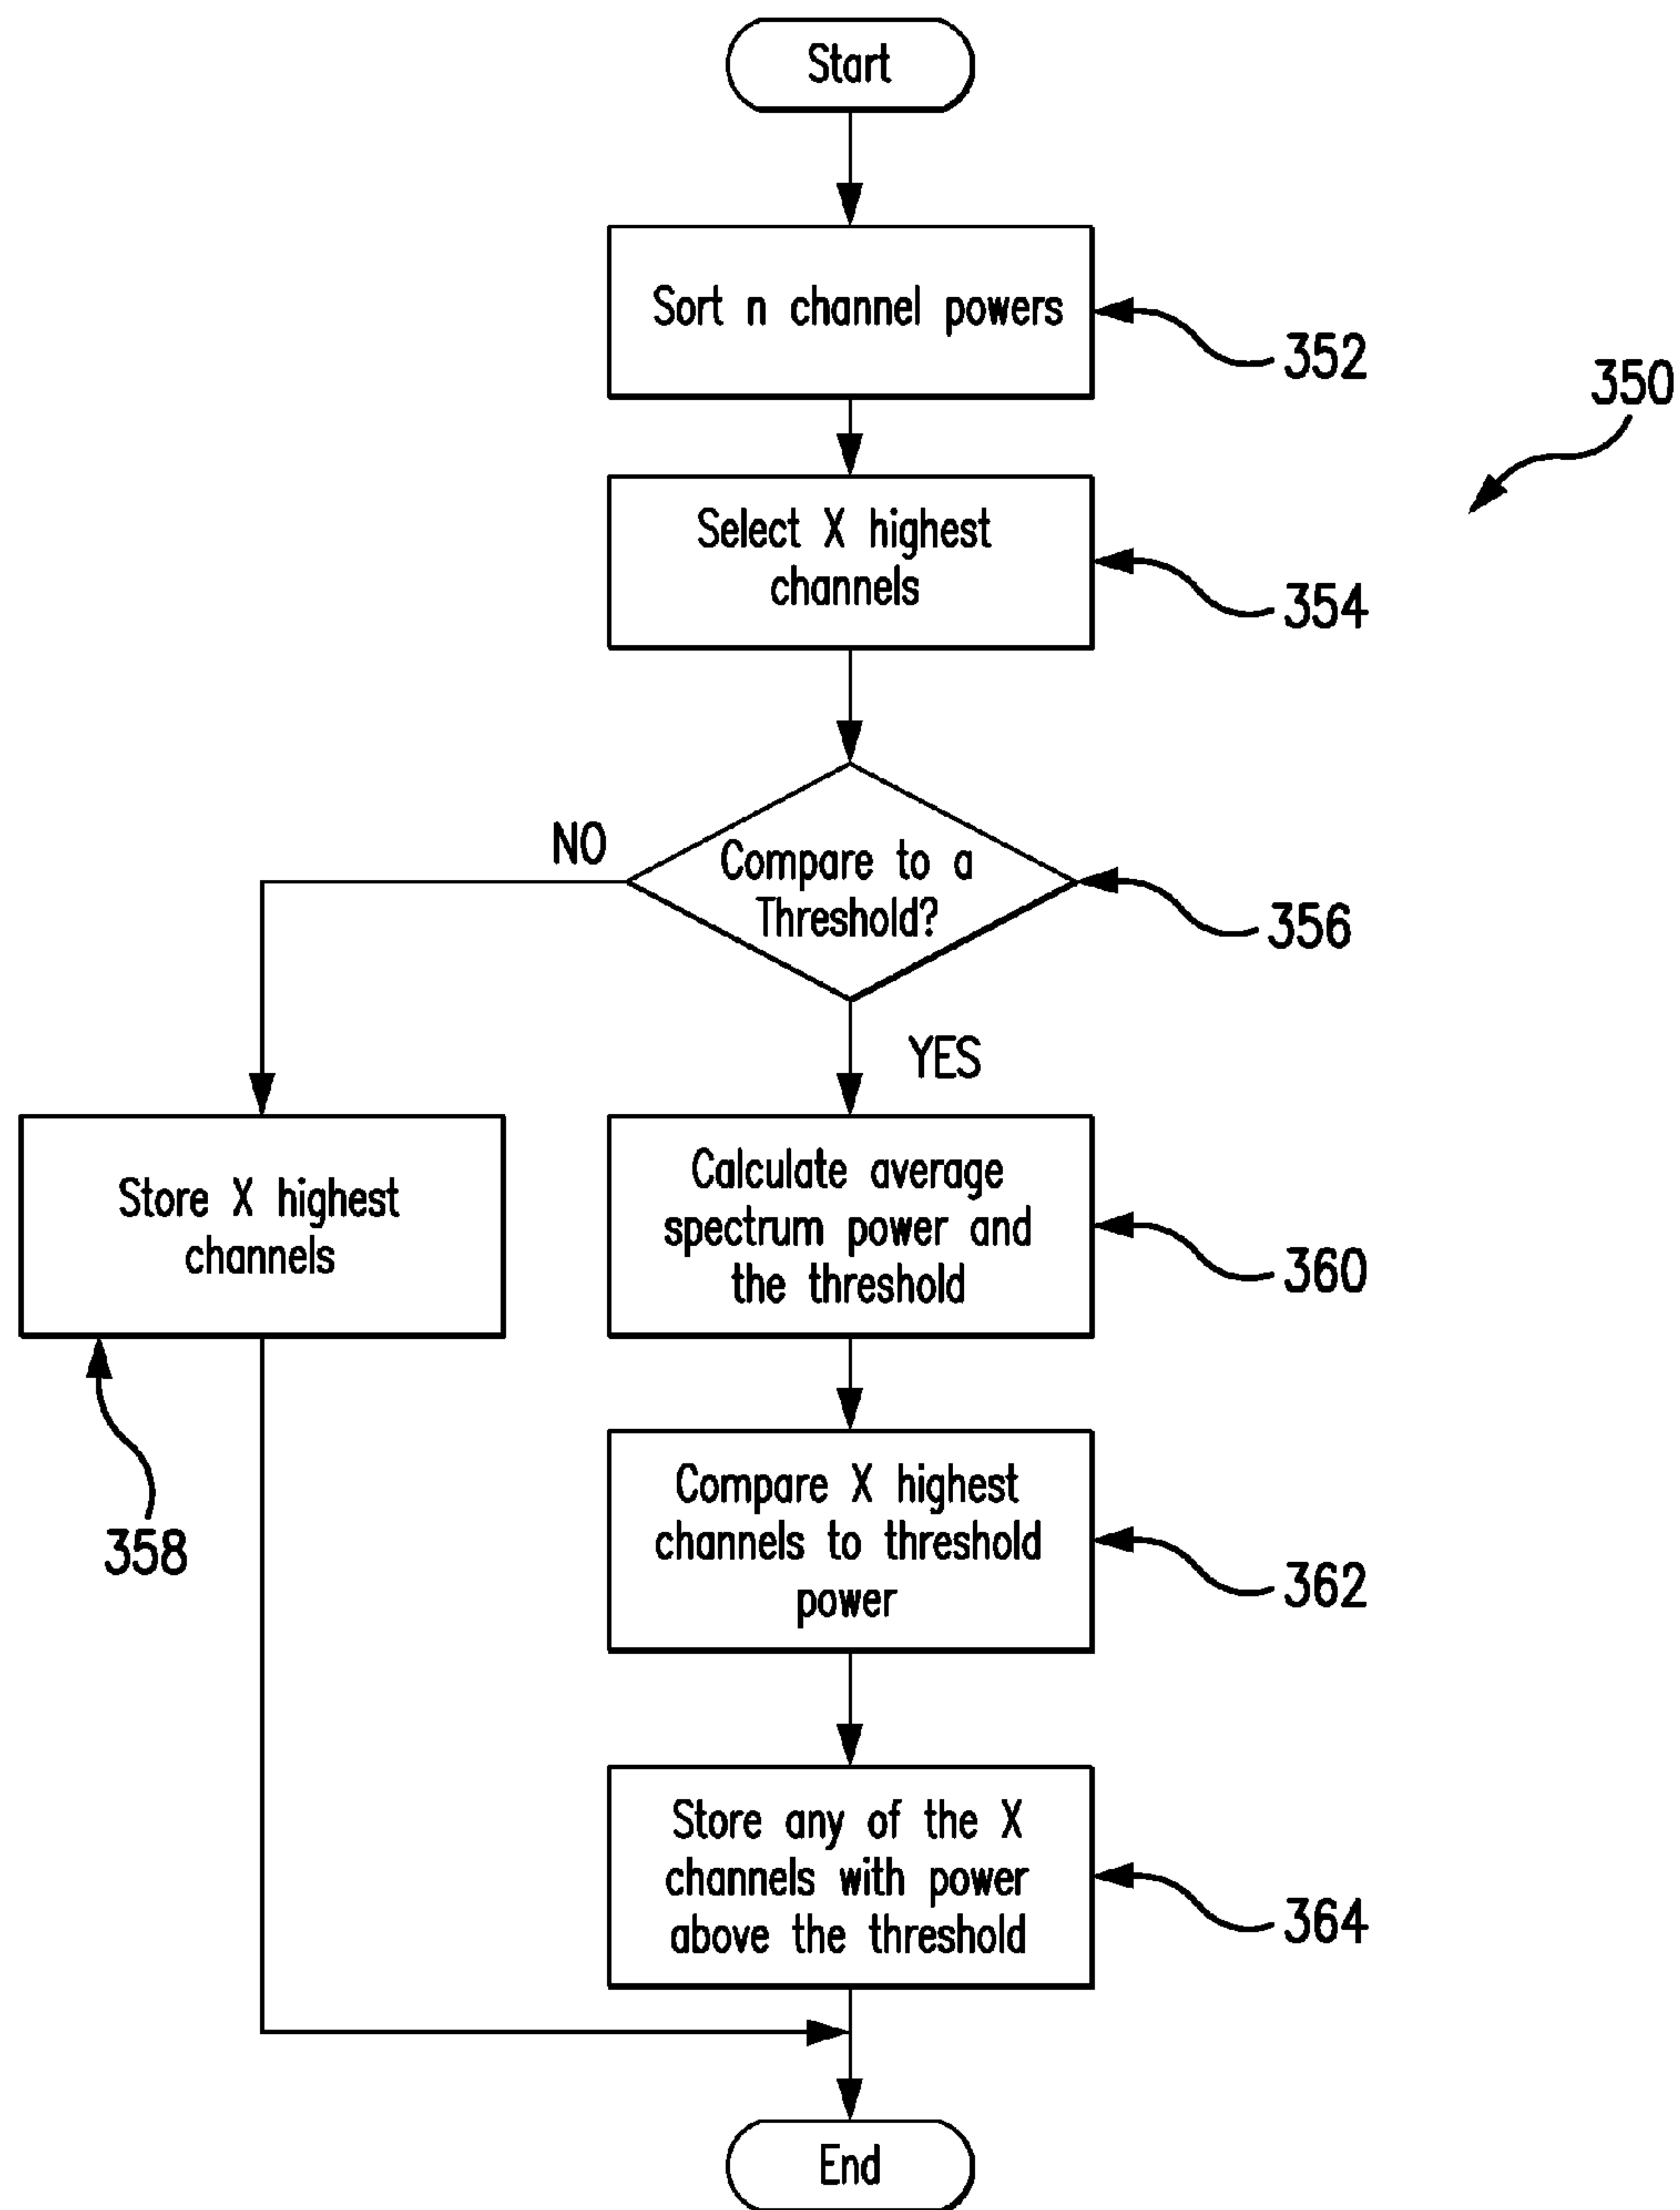 Start
Sort n channel powers
352
350
Select X highest
channels
354
NO
Compare to a
Threshold?
356
YES
Store X highest
channels
358
Calculate average
spectrum power and
the threshold
360
Compare X highest
channels to threshold
power
362
Store any of the X
channels with power
above the threshold
364
End